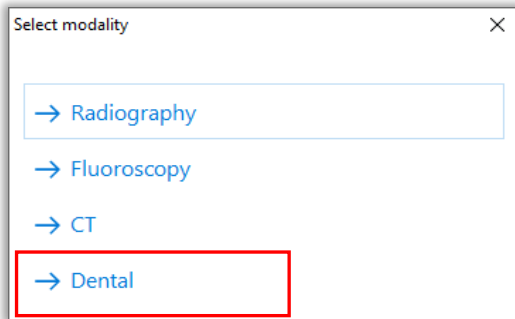 Select modality
→ Radiography
→ Fluoroscopy
→ CT
→ Dental